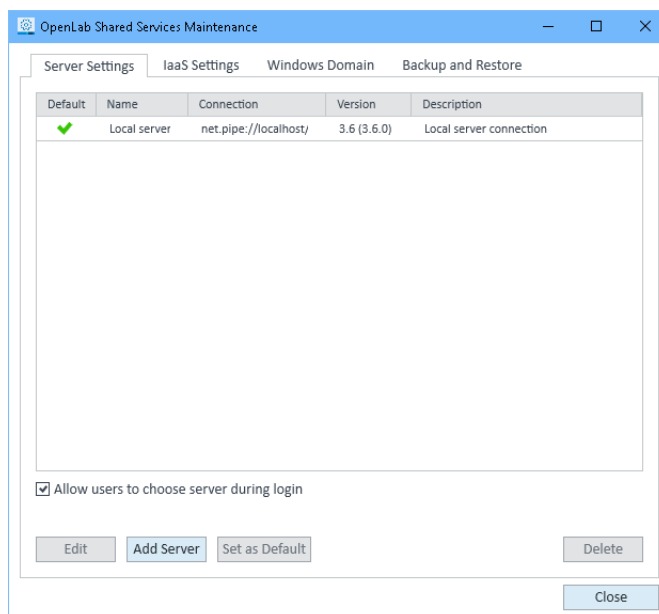 OpenLab Shared Services Maintenance
Server Settings IaaS Settings Windows Domain Backup and Restore
Default Name Connection Version Description
Local server net.pipe://localhost/ 3.6 (3.6.0) Local server connection
Allow users to choose server during login
Edit Add Server Set as Default Delete
Close